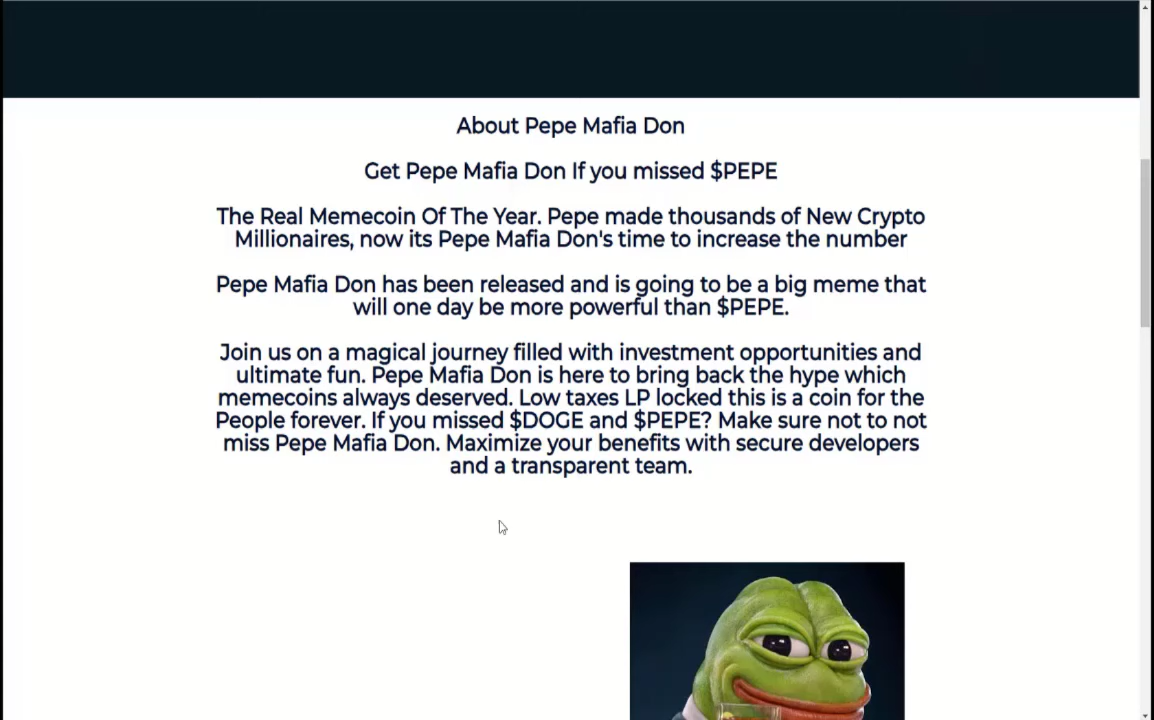 About Pepe Mafia Don
Get Pepe Mafia Don If you missed $PEPE
The Real Memecoin Of The Year. Pepe made thousands of New Crypto
Millionaires, now its Pepe Mafia Don's time to increase the number
Pepe Mafia Don has been released and is going to be a big meme that
will one day be more powerful than $PEPE.
Join us on a magical journey filled with investment opportunities and
ultimate fun. Pepe Mafia Don is here to bring back the hype which
memecoins always deserved. Low taxes LP locked this is a coin for the
People forever. If you missed $DOGE and $PEPE? Make sure not to not
miss Pepe Mafia Don. Maximize your benefits with secure developers
and a transparent team.